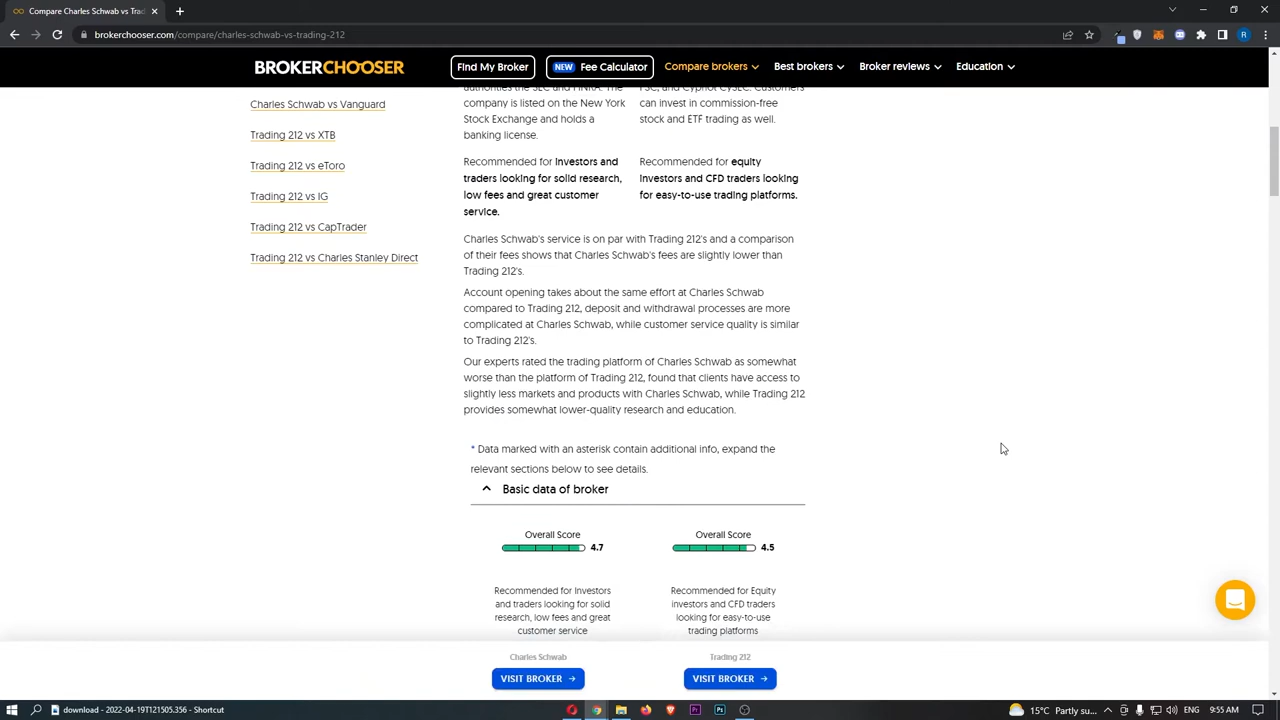 Compare Charles Schwab vs Trad
brokerchooser.com/compare/charles-schwab-vs-trading-212
R
BROKERCHOOSER
Find My Broker
NEW Fee Calculator
Compare brokers
Best brokers
Broker reviews
Education
Charles Schwab vs Vanguard
Trading 212 vs XTB
Trading 212 vs eToro
Trading 212 vs IG
Trading 212 vs CapTrader
Trading 212 vs Charles Stanley Direct
authorities the SEC and FINRA. The
company is listed on the New York
Stock Exchange and holds a
banking license.
FSC, and Cypriot CySEC. Customers
can invest in commission-free
stock and ETF trading as well.
Recommended for investors and
traders looking for solid research,
low fees and great customer
service.
Recommended for equity
investors and CFD traders looking
for easy-to-use trading platforms.
Charles Schwab's service is on par with Trading 212's and a comparison
of their fees shows that Charles Schwab's fees are slightly lower than
Trading 212's.
Account opening takes about the same effort at Charles Schwab
compared to Trading 212, deposit and withdrawal processes are more
complicated at Charles Schwab, while customer service quality is similar
to Trading 212's.
Our experts rated the trading platform of Charles Schwab as somewhat
worse than the platform of Trading 212, found that clients have access to
slightly less markets and products with Charles Schwab, while Trading 212
provides somewhat lower-quality research and education.
* Data marked with an asterisk contain additional info, expand the
relevant sections below to see details.
Basic data of broker
Overall Score
4.7
Overall Score
4.5
Recommended for Investors
and traders looking for solid
research, low fees and great
customer service
Recommended for Equity
investors and CFD traders
looking for easy-to-use
trading platforms
Charles Schwab
VISIT BROKER
Trading 212
VISIT BROKER
download - 2022-04-19T121505.356 - Shortcut
15°C Partly su...
ENG
9:55 AM